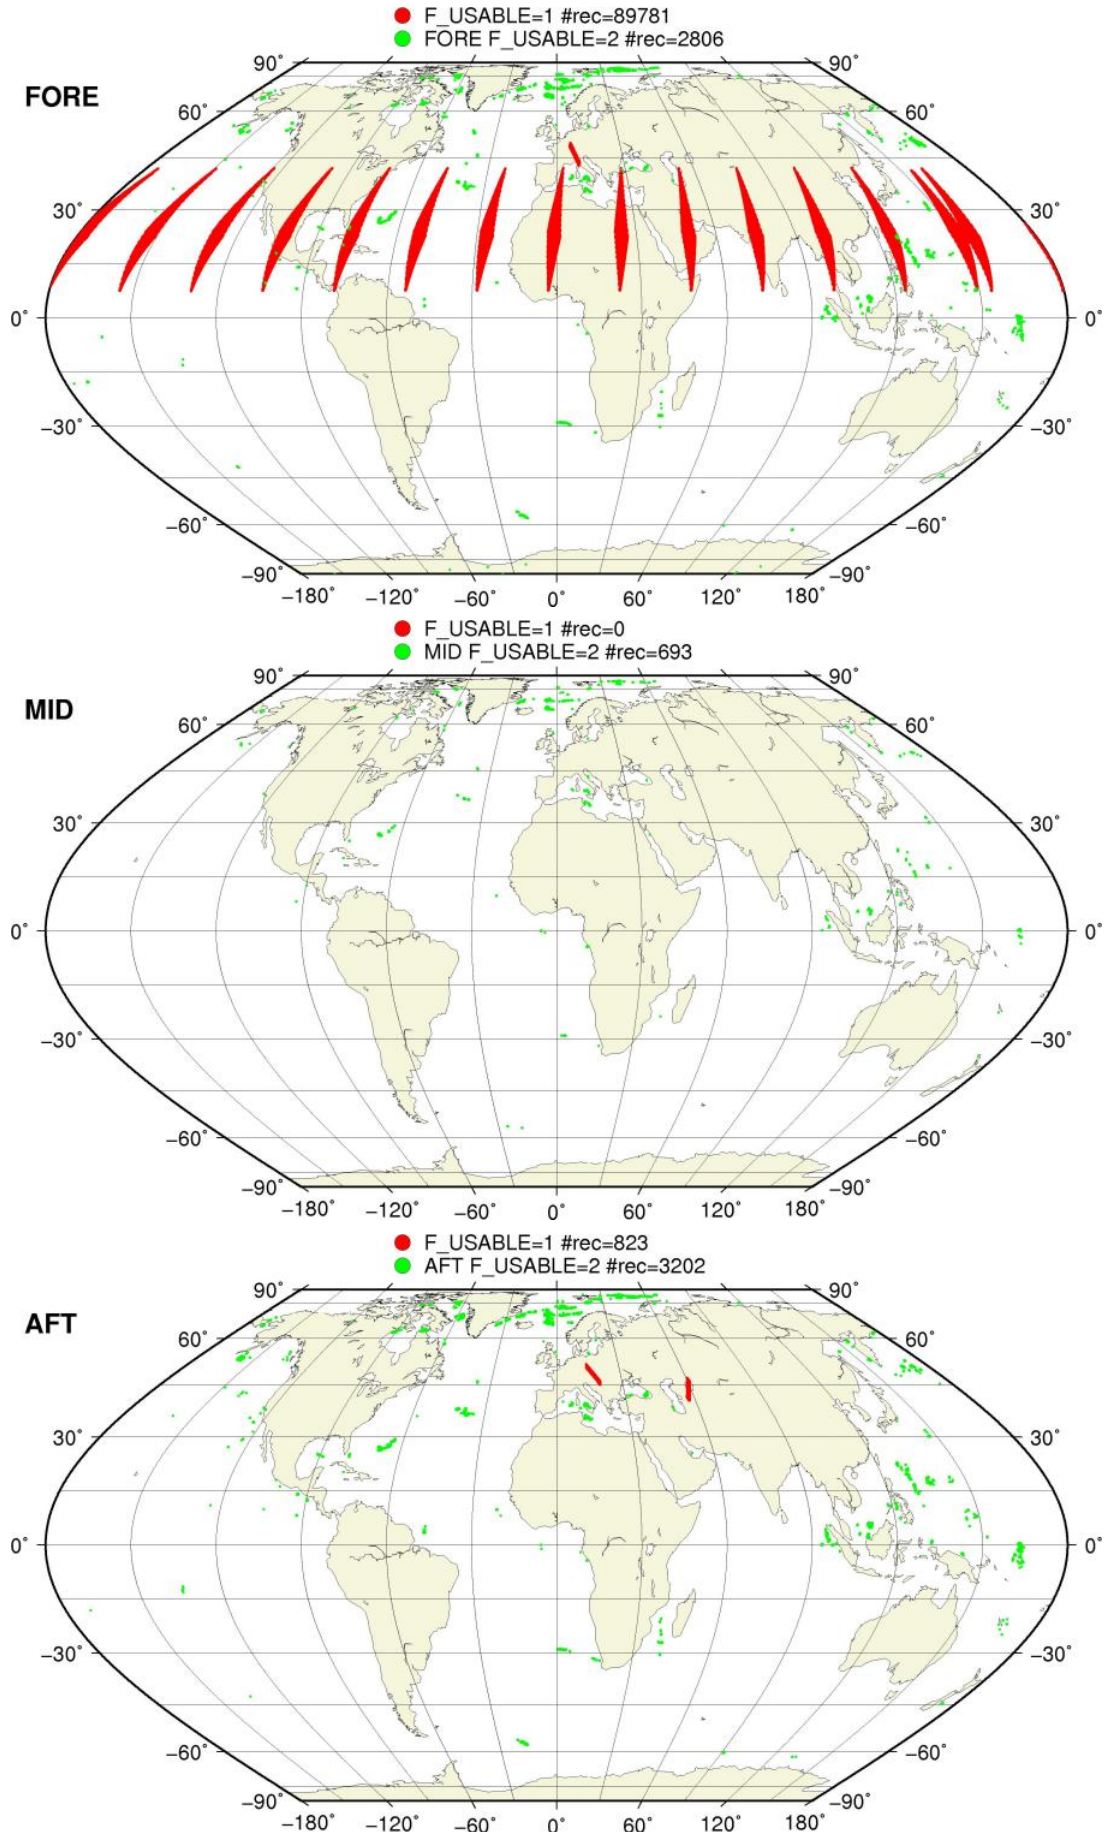 F_USABLE=1 #rec=89781
FORE F_USABLE=2 #rec=2806
FORE
90° 90°
60° 60°
30° 30°
0° 0°
−30° −30°
−60° −60°
−90° −90°
−180° −120° −60° 0° 60° 120° 180°
F_USABLE=1 #rec=0
MID F_USABLE=2 #rec=693
MID
90° 90°
60° 60°
30° 30°
0° 0°
−30° −30°
−60° −60°
−90° −90°
−180° −120° −60° 0° 60° 120° 180°
F_USABLE=1 #rec=823
AFT F_USABLE=2 #rec=3202
AFT
90° 90°
60° 60°
30° 30°
0° 0°
−30° −30°
−60° −60°
−90° −90°
−180° −120° −60° 0° 60° 120° 180°